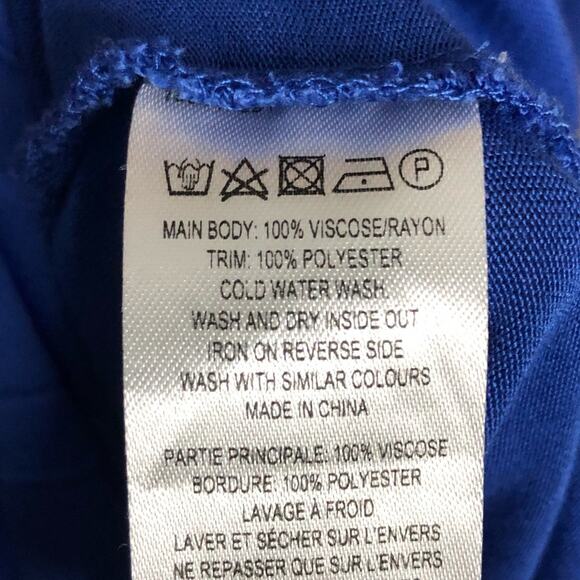 P
MAIN BODY: 100% VISCOSE/RAYON
TRIM: 100% POLYESTER
COLD WATER WASH.
WASH AND DRY INSIDE OUT
IRON ON REVERSE SIDE
WASH WITH SIMILAR COLOURS
MADE IN CHINA
PARTIE PRINCIPALE: 100% VISCOSE
BORDURE: 100% POLYESTER
LAVAGE À FROID
LAVER ET SÉCHER SUR L'ENVERS
NE REPASSER QUE SUR L'ENVERS